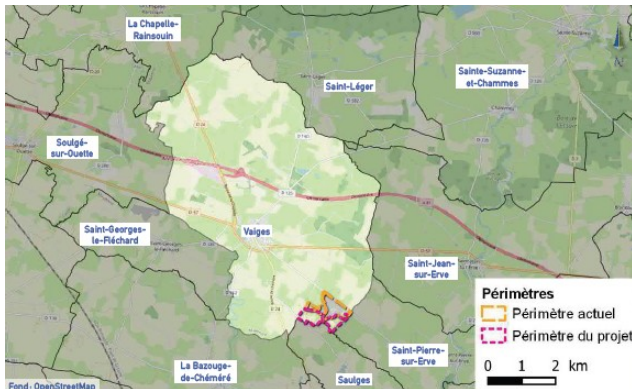 La Chapelle-
Rainsouin
Saint-Léger
Sainte-Suzanne-
et-Chammes
N
Soulgé-
sur-Ouette
Saint-Georges-
le-Fléchard
Vaiges
Saint-Jean-
sur-Erve
La Bazouge-
de-Chéméré
Saulges
Saint-Pierre-
sur-Erve
Périmètres
Périmètre actuel
Périmètre du projet
0 1 2 km
Fond : OpenStreetMap